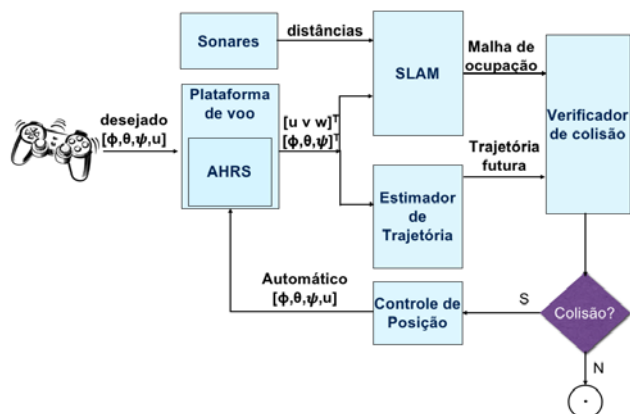 Sonares
distâncias
SLAM
Malha de
ocupação
Verificador
de colisão
desejado
[ϕ,θ,ψ,u]
Plataforma
de voo
AHRS
[u v w]ᵀ
[ϕ,θ,ψ]ᵀ
Estimador
de
Trajetória
Trajetória
futura
Automático
[ϕ,θ,ψ,u]
Controle de
Posição
S
Colisão?
N